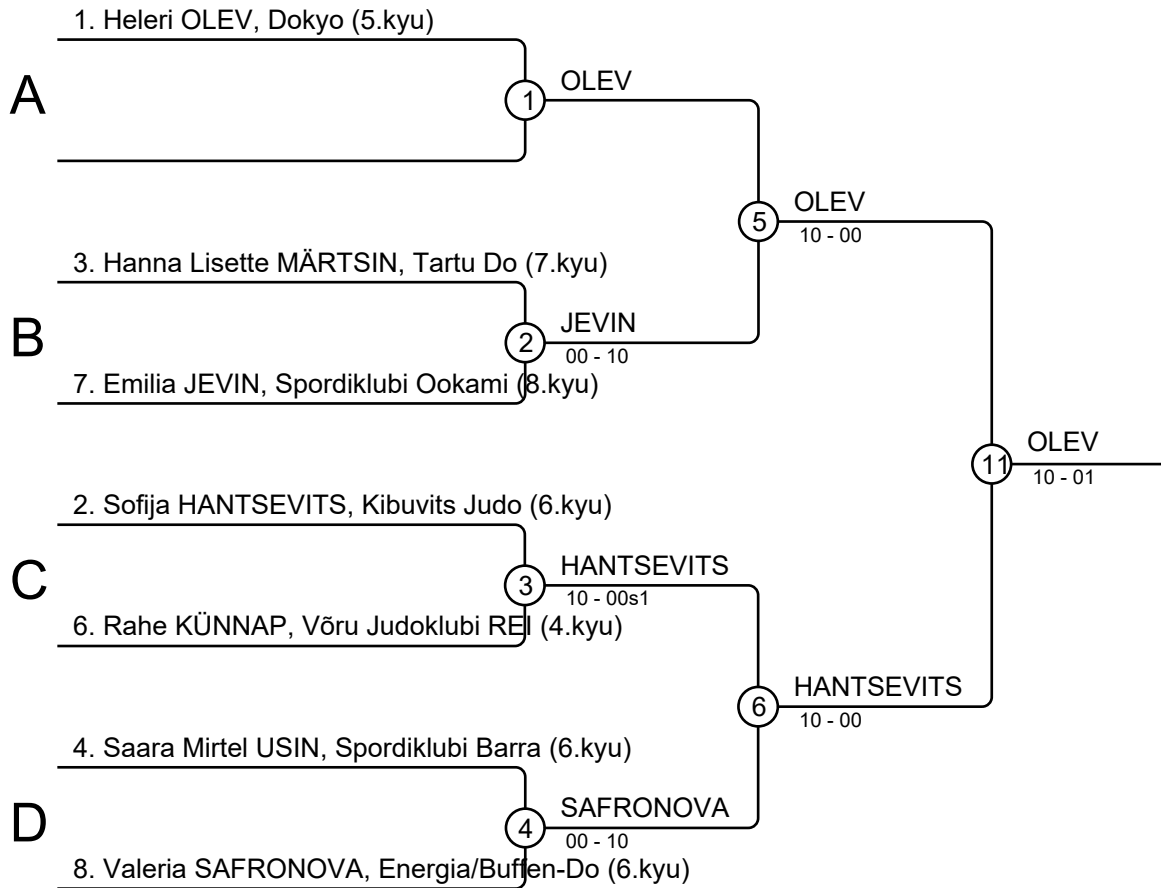 1. Heleri OLEV, Dokyo (5.kyu)
A
1
OLEV
5
OLEV
10 - 00
3. Hanna Lisette MÄRTSIN, Tartu Do (7.kyu)
B
2
JEVIN
00 - 10
7. Emilia JEVIN, Spordiklubi Ookami (8.kyu)
11
OLEV
10 - 01
2. Sofija HANTSEVITS, Kibuvits Judo (6.kyu)
C
3
HANTSEVITS
10 - 00s1
6. Rahe KÜNNAP, Võru Judoklubi REI (4.kyu)
6
HANTSEVITS
10 - 00
4. Saara Mirtel USIN, Spordiklubi Barra (6.kyu)
D
4
SAFRONOVA
00 - 10
8. Valeria SAFRONOVA, Energia/Buffen-Do (6.kyu)